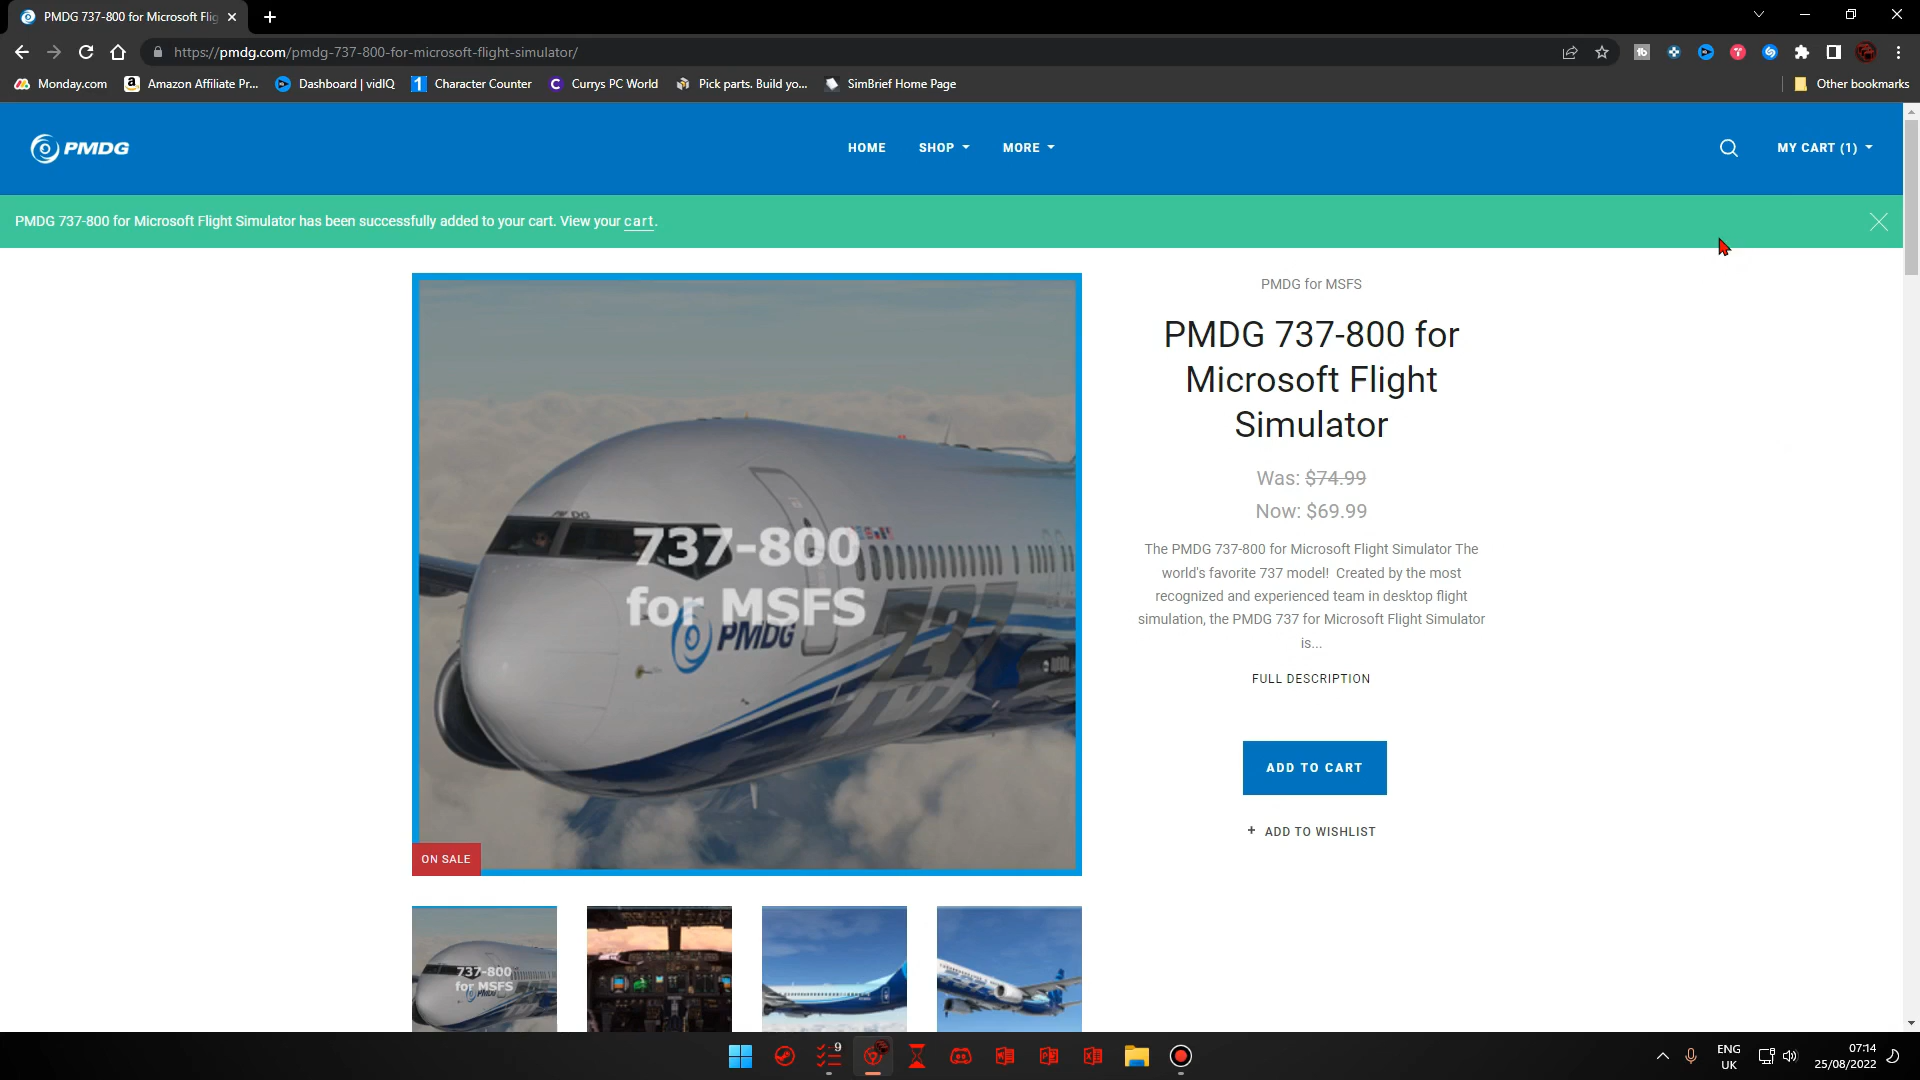 PMDG 737-800 for Microsoft Flig
https://pmdg.com/pmdg-737-800-for-microsoft-flight-simulator/
Monday.com
Amazon Affiliate Pr...
Dashboard | vidIQ
Character Counter
Currys PC World
Pick parts. Build yo...
SimBrief Home Page
Other bookmarks
PMDG
HOME
SHOP
MORE
MY CART (1)
PMDG 737-800 for Microsoft Flight Simulator has been successfully added to your cart. View your cart.
737-800
for MSFS
PMDG
737
ON SALE
PMDG for MSFS
PMDG 737-800 for
Microsoft Flight
Simulator
Was: $74.99
Now: $69.99
The PMDG 737-800 for Microsoft Flight Simulator The
world's favorite 737 model! Created by the most
recognized and experienced team in desktop flight
simulation, the PMDG 737 for Microsoft Flight Simulator
is...
FULL DESCRIPTION
ADD TO CART
+ ADD TO WISHLIST
737-800
for MSFS
PMDG
9
ENG
UK
07:14
25/08/2022